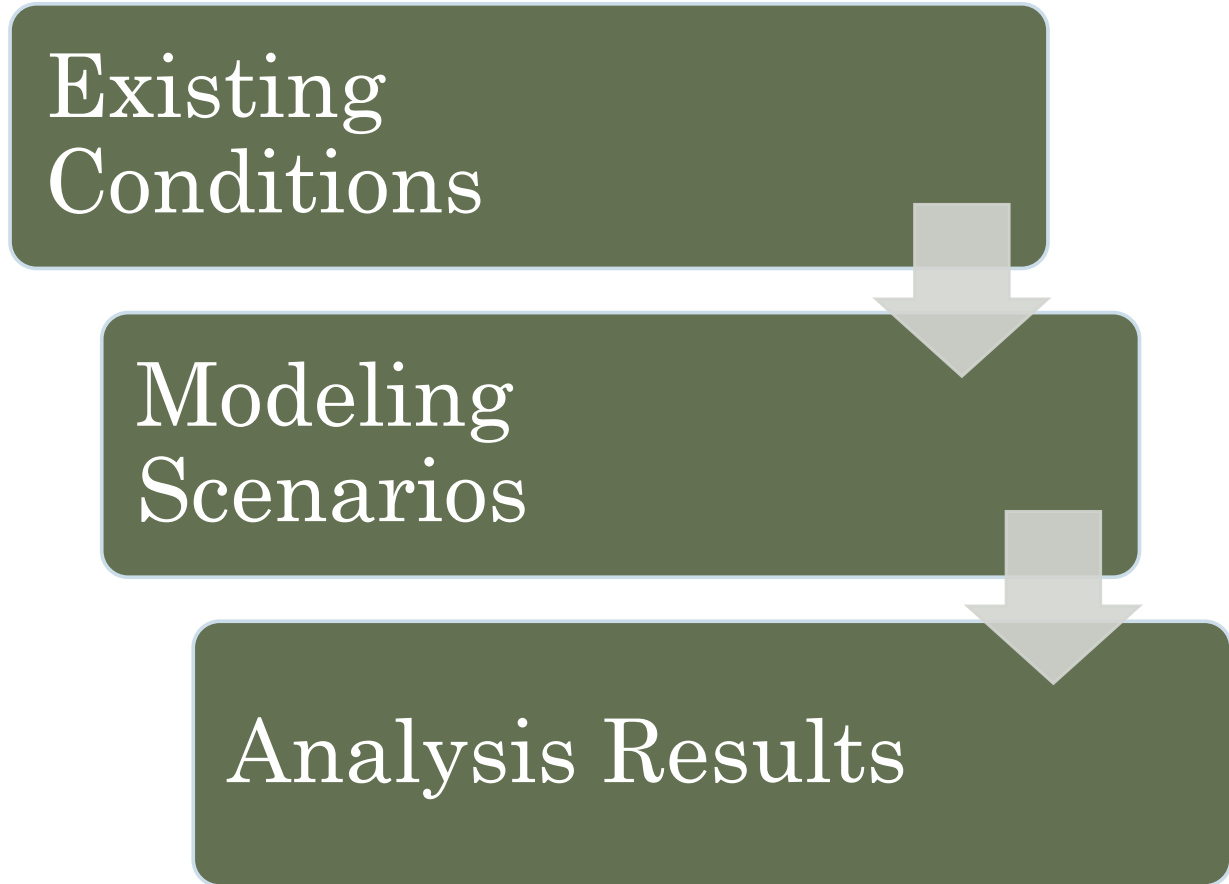 Existing
Conditions
Modeling
Scenarios
Analysis Results